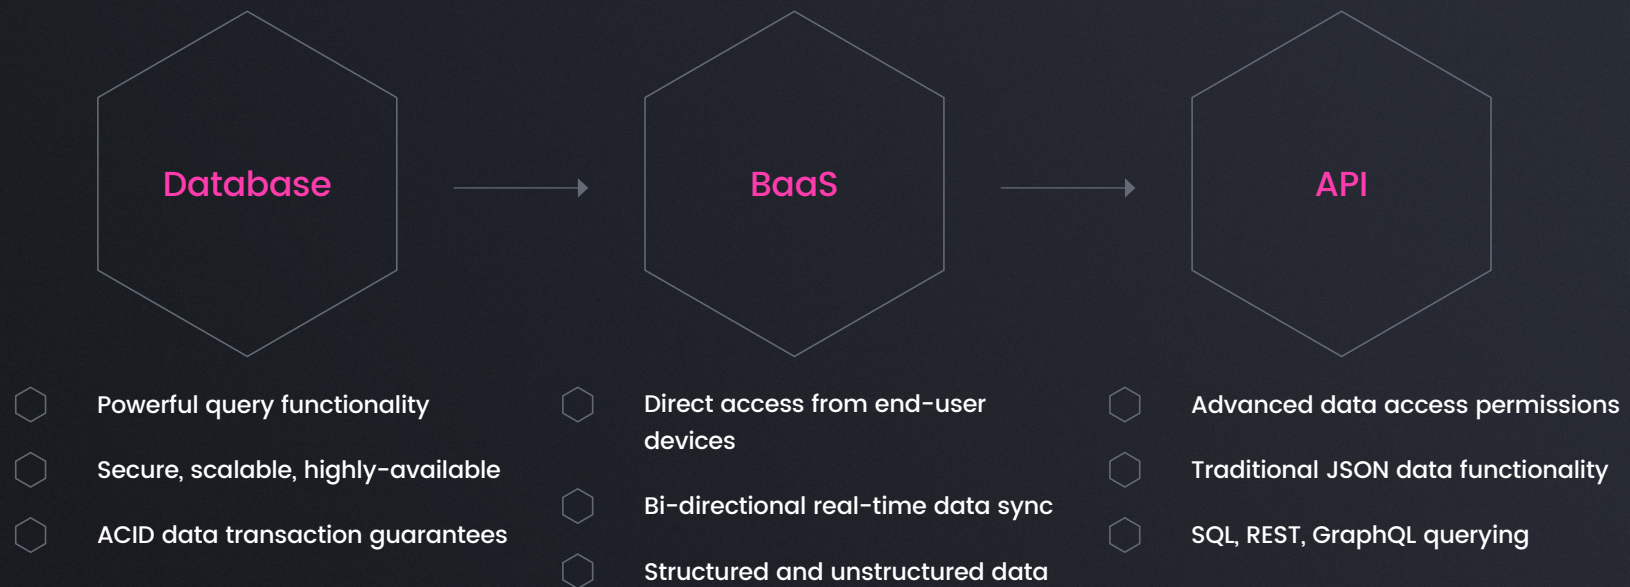 Database
BaaS
API
Powerful query functionality
Secure, scalable, highly-available
ACID data transaction guarantees
Direct access from end-user
devices
Bi-directional real-time data sync
Structured and unstructured data
Advanced data access permissions
Traditional JSON data functionality
SQL, REST, GraphQL querying